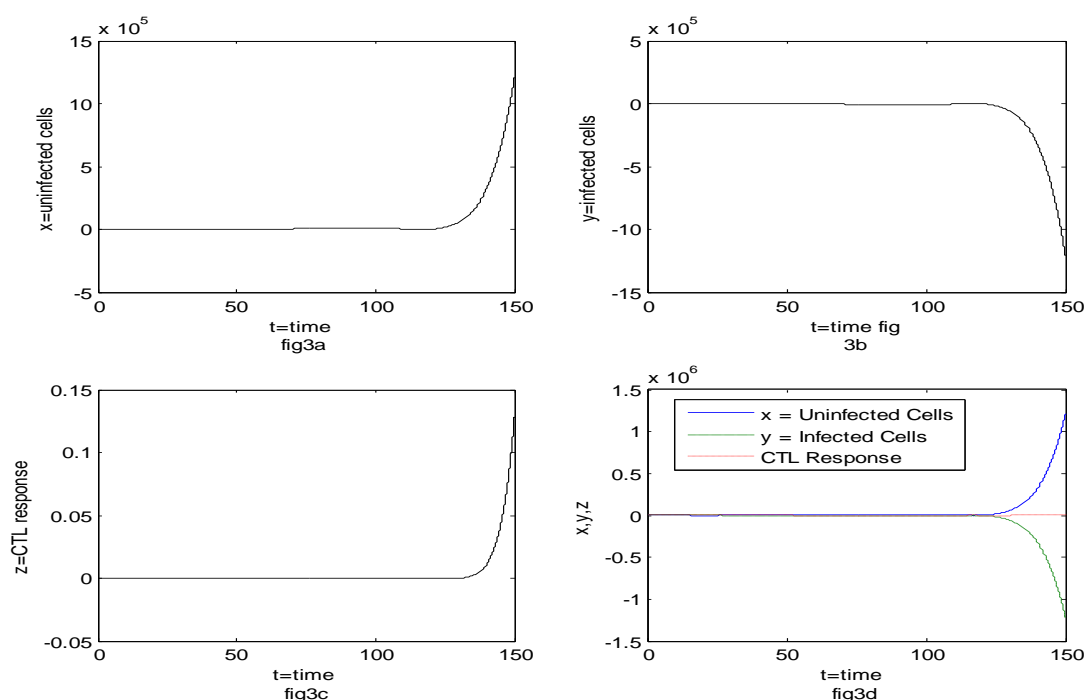 x 10^5
15
10
5
0
-5
x=uninfected cells
0
50
100
150
t=time
fig3a
x 10^5
5
0
-5
-10
-15
y=infected cells
0
50
100
150
t=time fig
3b
0.15
0.1
0.05
0
-0.05
z=CTL response
0
50
100
150
t=time
fig3c
x 10^6
1.5
1
0.5
0
-0.5
-1
-1.5
x,y,z
x = Uninfected Cells
y = Infected Cells
CTL Response
0
50
100
150
t=time
fig3d